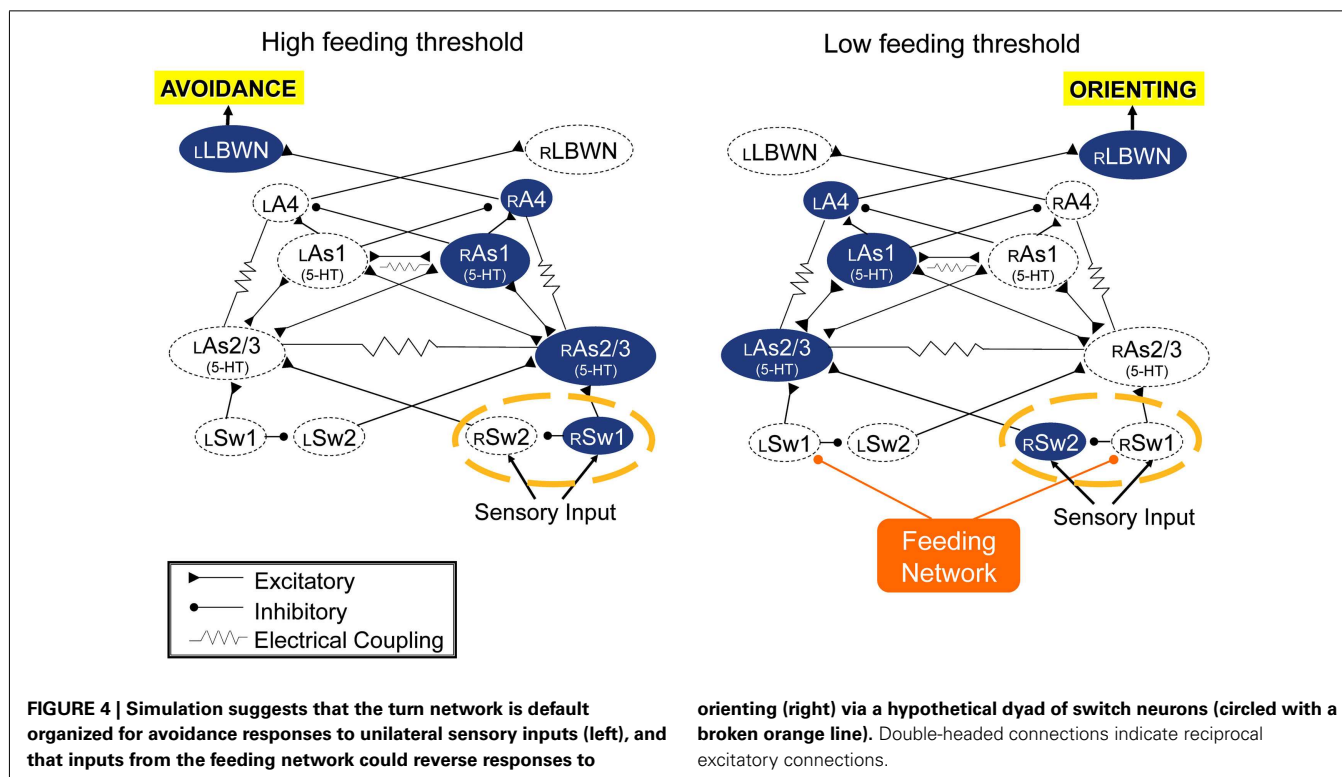 High feeding threshold
AVOIDANCE
LLBWN
RLBWN
LA4
RA4
LAs1
(5-HT)
RAs1
(5-HT)
LAs2/3
(5-HT)
RAs2/3
(5-HT)
LSw1
LSw2
RSw2
RSw1
Sensory Input
Low feeding threshold
ORIENTING
LLBWN
RLBWN
LA4
RA4
LAs1
(5-HT)
RAs1
(5-HT)
LAs2/3
(5-HT)
RAs2/3
(5-HT)
LSw1
LSw2
RSw2
RSw1
Sensory Input
Feeding
Network
Excitatory
Inhibitory
Electrical Coupling
FIGURE 4 | Simulation suggests that the turn network is default
organized for avoidance responses to unilateral sensory inputs (left), and
that inputs from the feeding network could reverse responses to
orienting (right) via a hypothetical dyad of switch neurons (circled with a
broken orange line). Double-headed connections indicate reciprocal
excitatory connections.